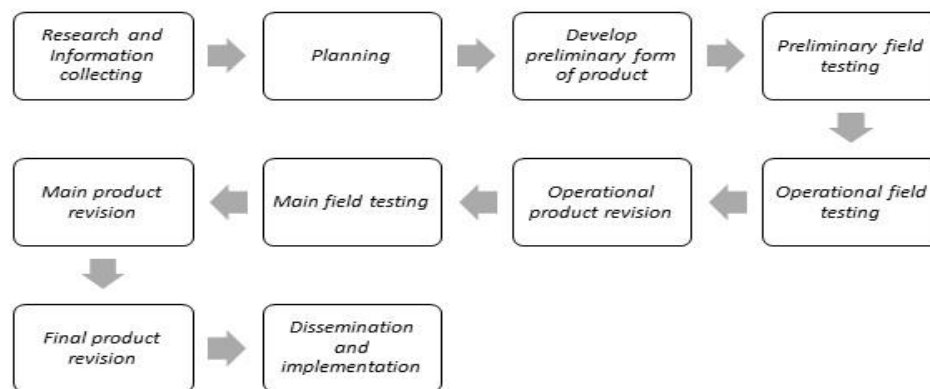 Research and
Information
collecting
Planning
Develop
preliminary form
of product
Preliminary field
testing
Operational field
testing
Operational
product revision
Main field testing
Main product
revision
Final product
revision
Dissemination
and
implementation